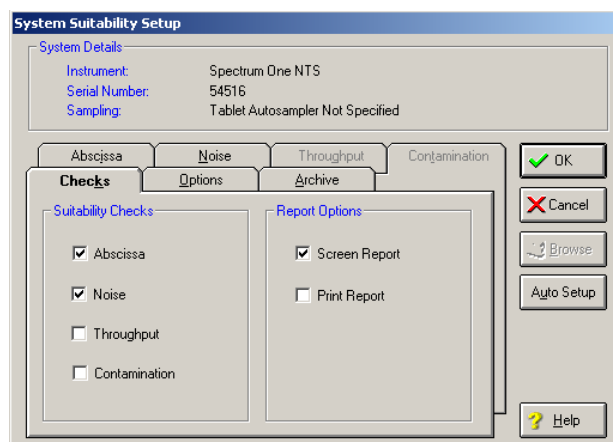 System Suitability Setup
System Details
Instrument: Spectrum One NTS
Serial Number: 54516
Sampling: Tablet Autosampler Not Specified
Abscissa Noise Throughput Contamination
Checks Options Archive
OK
Cancel
Browse
Auto Setup
Help
Suitability Checks
Abscissa
Noise
Throughput
Contamination
Report Options
Screen Report
Print Report